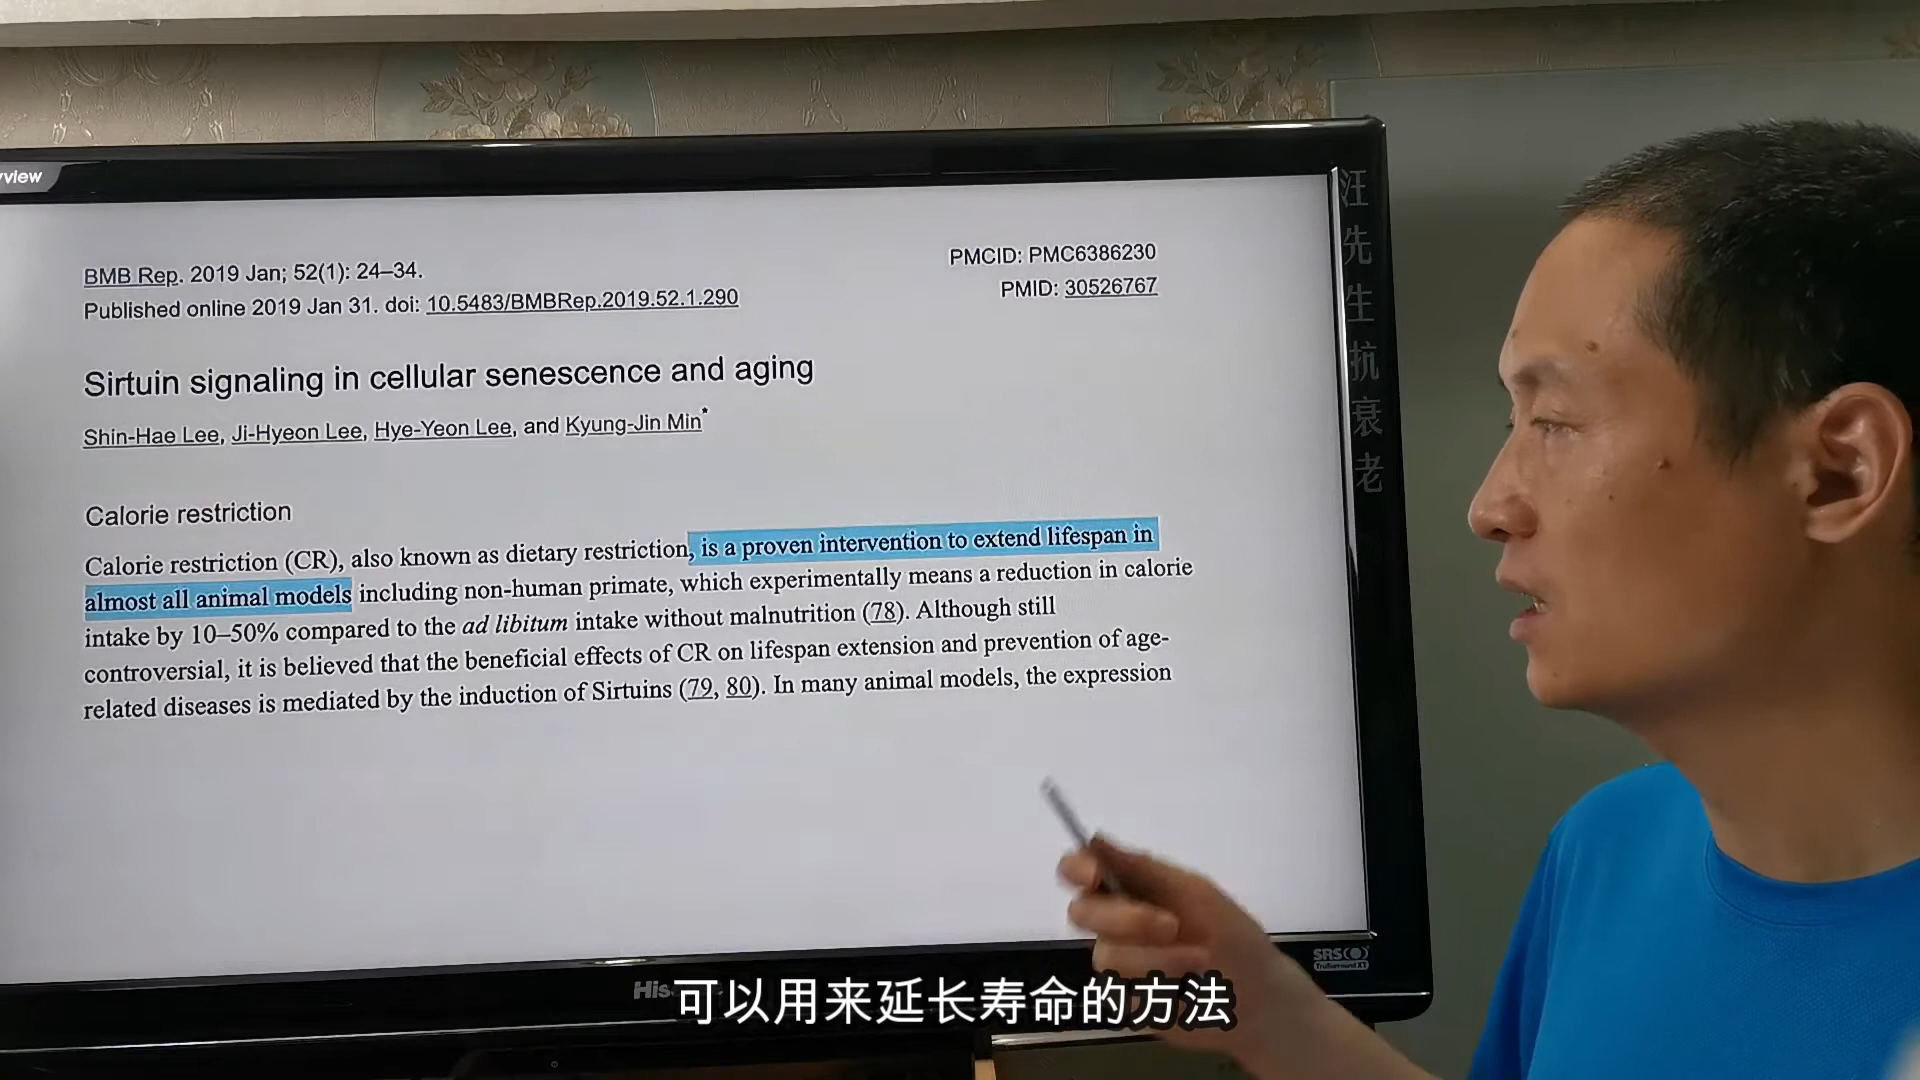 view
BMB Rep. 2019 Jan; 52(1): 24–34.
Published online 2019 Jan 31. doi: 10.5483/BMBRep.2019.52.1.290
PMCID: PMC6386230
PMID: 30526767
Sirtuin signaling in cellular senescence and aging
Shin-Hae Lee, Ji-Hyeon Lee, Hye-Yeon Lee, and Kyung-Jin Min*
Calorie restriction
Calorie restriction (CR), also known as dietary restriction, is a proven intervention to extend lifespan in
almost all animal models including non-human primate, which experimentally means a reduction in calorie
intake by 10–50% compared to the ad libitum intake without malnutrition (78). Although still
controversial, it is believed that the beneficial effects of CR on lifespan extension and prevention of age-
related diseases is mediated by the induction of Sirtuins (79, 80). In many animal models, the expression
汪先生抗衰老
SRS
TruSurround XT
His
可以用来延长寿命的方法